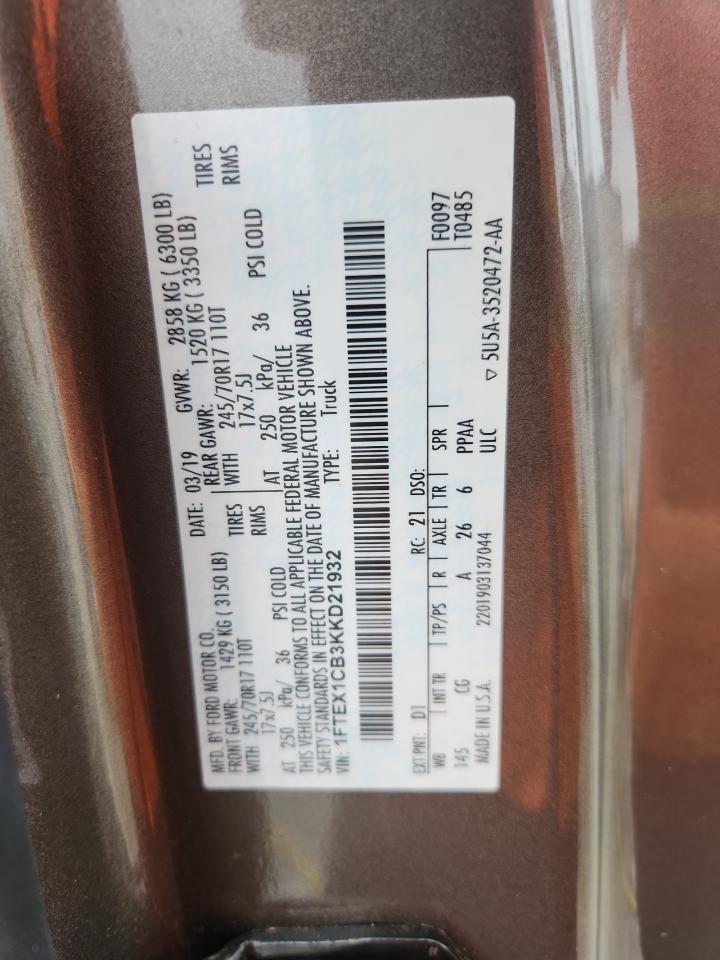 MFD. BY FORD MOTOR CO. DATE: 03/19 GVWR: 2858 KG ( 6300 LB)
FRONT GAWR: 1429 KG ( 3150 LB) REAR GAWR: 1520 KG ( 3350 LB)
WITH 245/70R17 110T TIRES WITH 245/70R17 110T TIRES
17x7.5J RIMS 17x7.5J RIMS
AT 250 kPa/ 36 PSI COLD AT 250 kPa/ 36 PSI COLD
THIS VEHICLE CONFORMS TO ALL APPLICABLE FEDERAL MOTOR VEHICLE
SAFETY STANDARDS IN EFFECT ON THE DATE OF MANUFACTURE SHOWN ABOVE.
VIN: 1FTEX1CB3KKD21932 TYPE: Truck
EXT PNT: D1 RC: 21 DSO: F0097
WB INT TR TP/PS R AXLE TR SPR T0485
145 CG A 26 6 PPAA
MADE IN U.S.A. 2201903137044 ULC ▽ 5U5A-3520472-AA